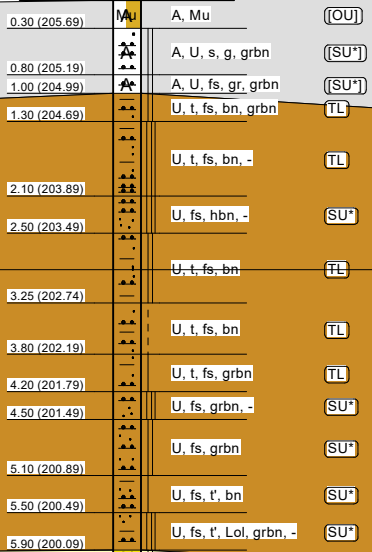 Mu A, Mu [OU]
0.30 (205.69)
A A, U, s, g, grbn [SU*]
0.80 (205.19)
A A, U, fs, gr, grbn [SU*]
1.00 (204.99)
U, t, fs, bn, grbn TL
1.30 (204.69)
U, t, fs, bn, - TL
2.10 (203.89)
U, fs, hbn, - SU*
2.50 (203.49)
U, t, fs, bn TL
3.25 (202.74)
U, t, fs, bn TL
3.80 (202.19)
U, t, fs, grbn TL
4.20 (201.79)
U, fs, grbn, - SU*
4.50 (201.49)
U, fs, grbn SU*
5.10 (200.89)
U, fs, t', bn SU*
5.50 (200.49)
U, fs, t', Lol, grbn, - SU*
5.90 (200.09)